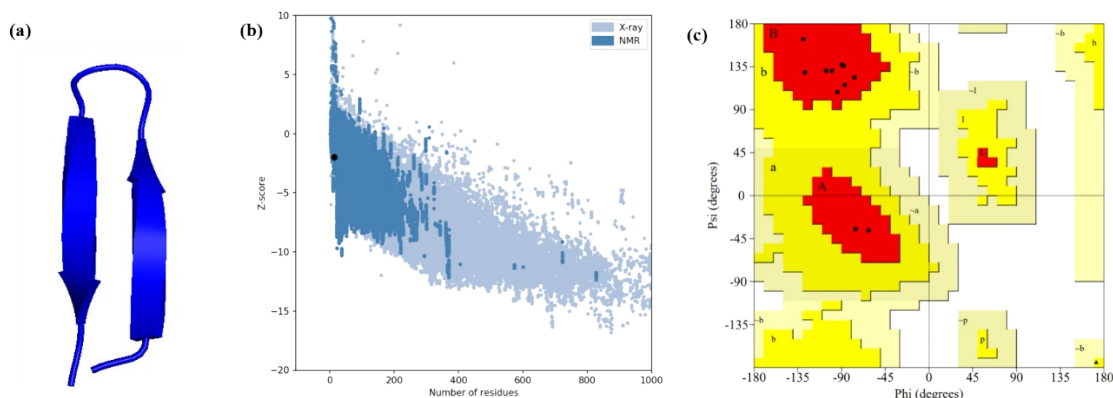 (a)
(b)
10
5
0
−5
−10
−15
−20
Z-score
0
200
400
600
800
1000
Number of residues
X-ray
NMR
(c)
180
135
90
45
0
-45
-90
-135
Psi (degrees)
B
b
~b
~b
b
~l
l
a
A
~a
~b
b
~p
p
~b
-180
-135
-90
-45
0
45
90
135
180
Phi (degrees)